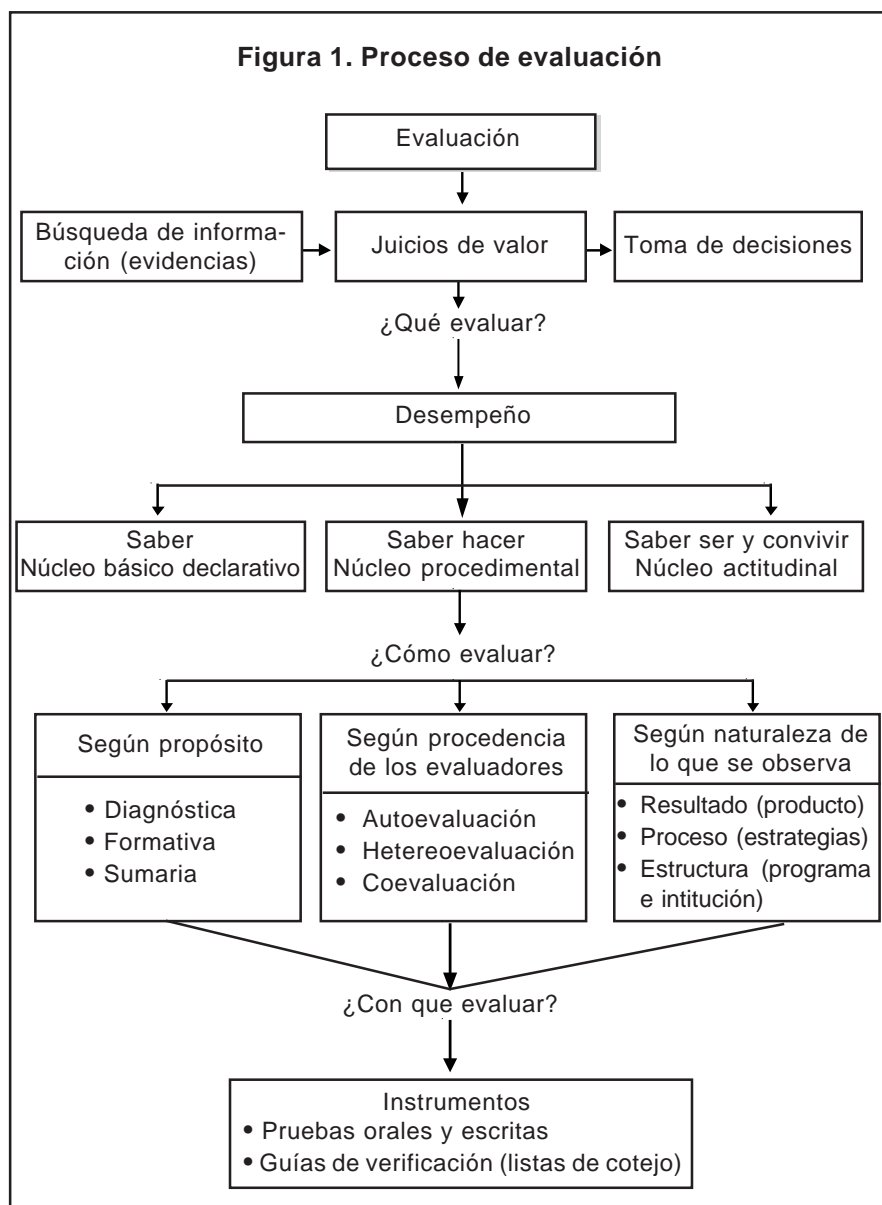 Figura 1. Proceso de evaluación
Evaluación
Búsqueda de informa-
ción (evidencias)
Juicios de valor
Toma de decisiones
¿Qué evaluar?
Desempeño
Saber
Núcleo básico declarativo
Saber hacer
Núcleo procedimental
Saber ser y convivir
Núcleo actitudinal
¿Cómo evaluar?
Según propósito
• Diagnóstica
• Formativa
• Sumaria
Según procedencia
de los evaluadores
• Autoevaluación
• Hetereoevaluación
• Coevaluación
Según naturaleza de
lo que se observa
• Resultado (producto)
• Proceso (estrategias)
• Estructura (programa
e intitución)
¿Con que evaluar?
Instrumentos
• Pruebas orales y escritas
• Guías de verificación (listas de cotejo)